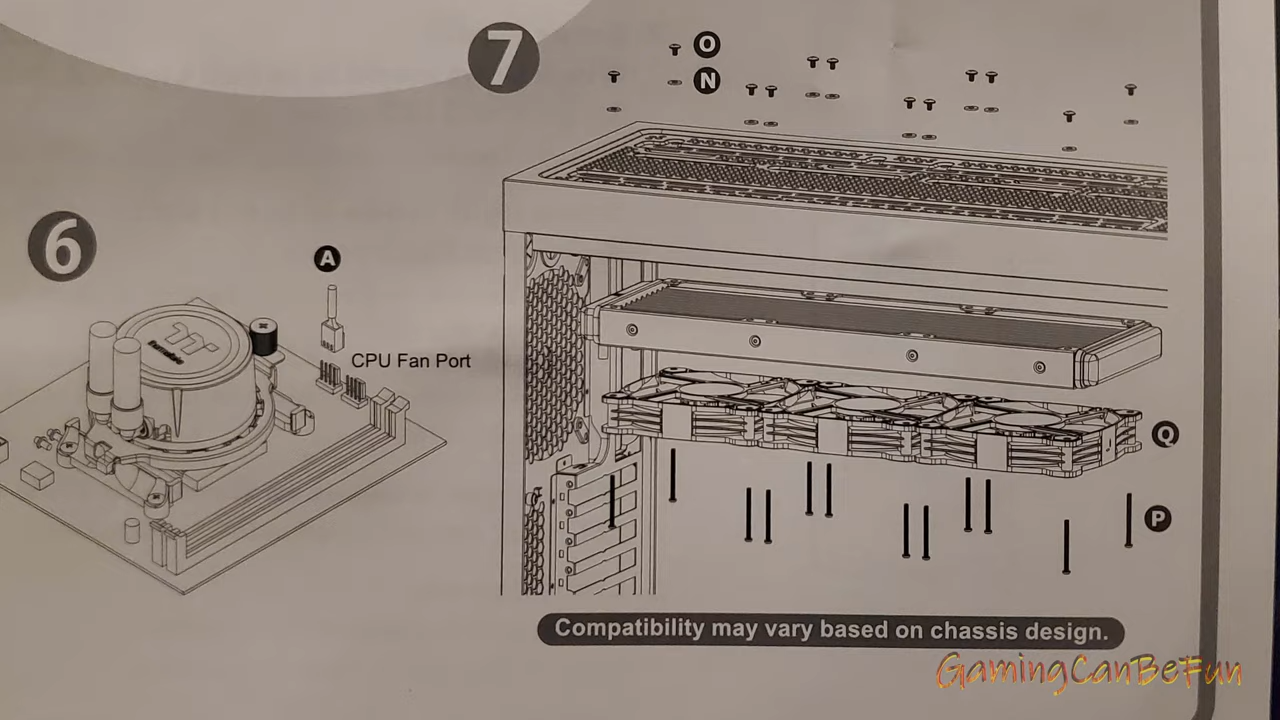 7
O
N
6
A
CPU Fan Port
Q
P
Compatibility may vary based on chassis design.
GamingCanBeFun